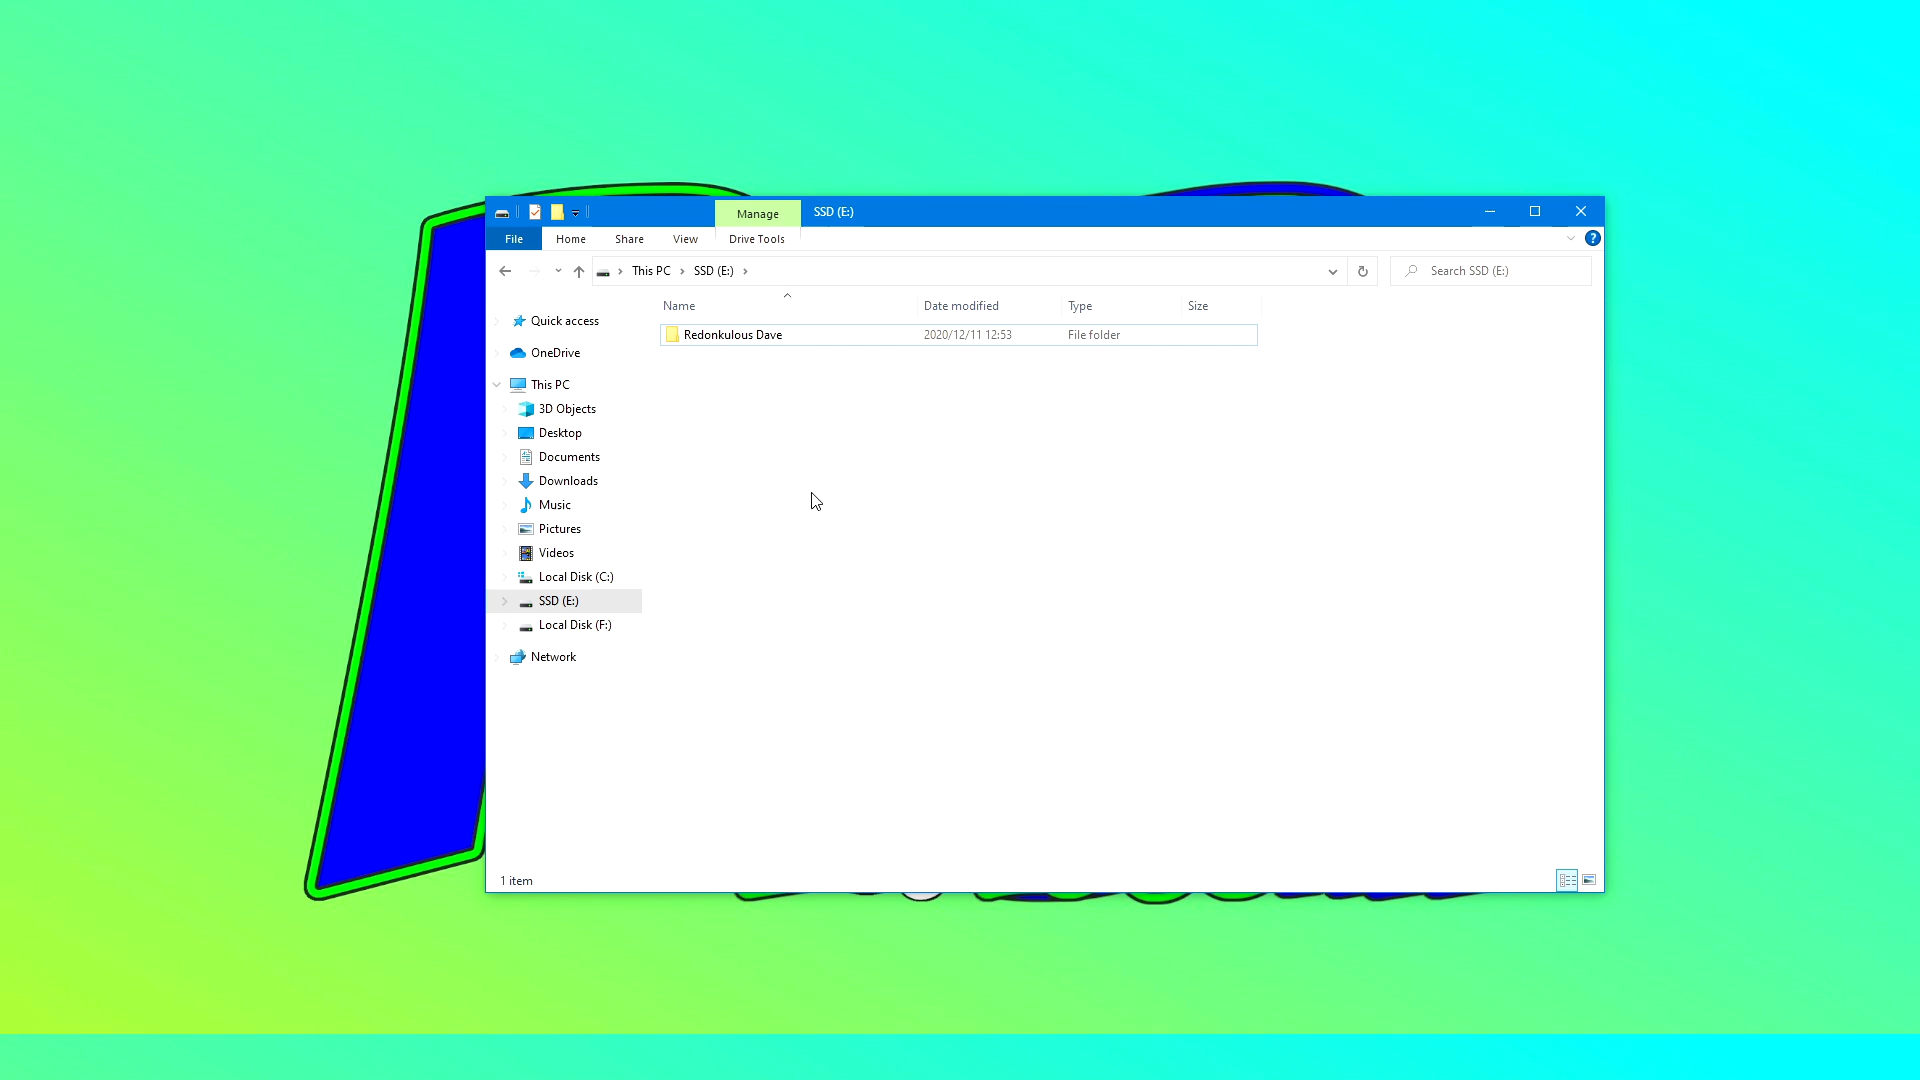 Manage
SSD (E:)
File
Home
Share
View
Drive Tools
?
This PC
SSD (E:)
Search SSD (E:)
Name
Date modified
Type
Size
Redonkulous Dave
2020/12/11 12:53
File folder
Quick access
OneDrive
This PC
3D Objects
Desktop
Documents
Downloads
Music
Pictures
Videos
Local Disk (C:)
SSD (E:)
Local Disk (F:)
Network
1 item